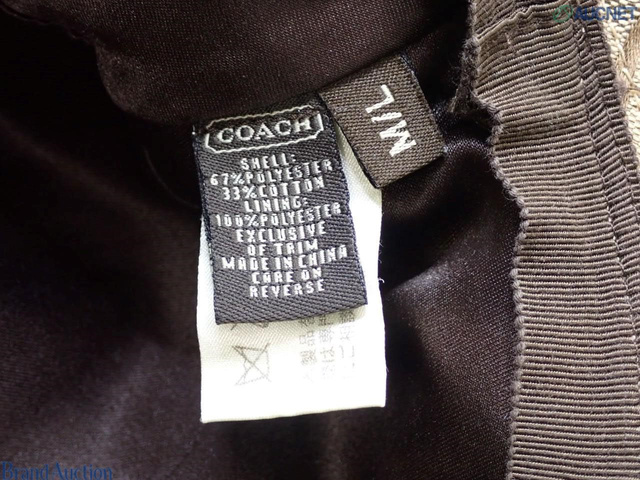 AUCNET
COACH
M/L
SHELL:
67%POLYESTER
33%COTTON
LINING:
100%POLYESTER
EXCLUSIVE
OF TRIM
MADE IN CHINA
CARE ON
REVERSE
Brand Auction